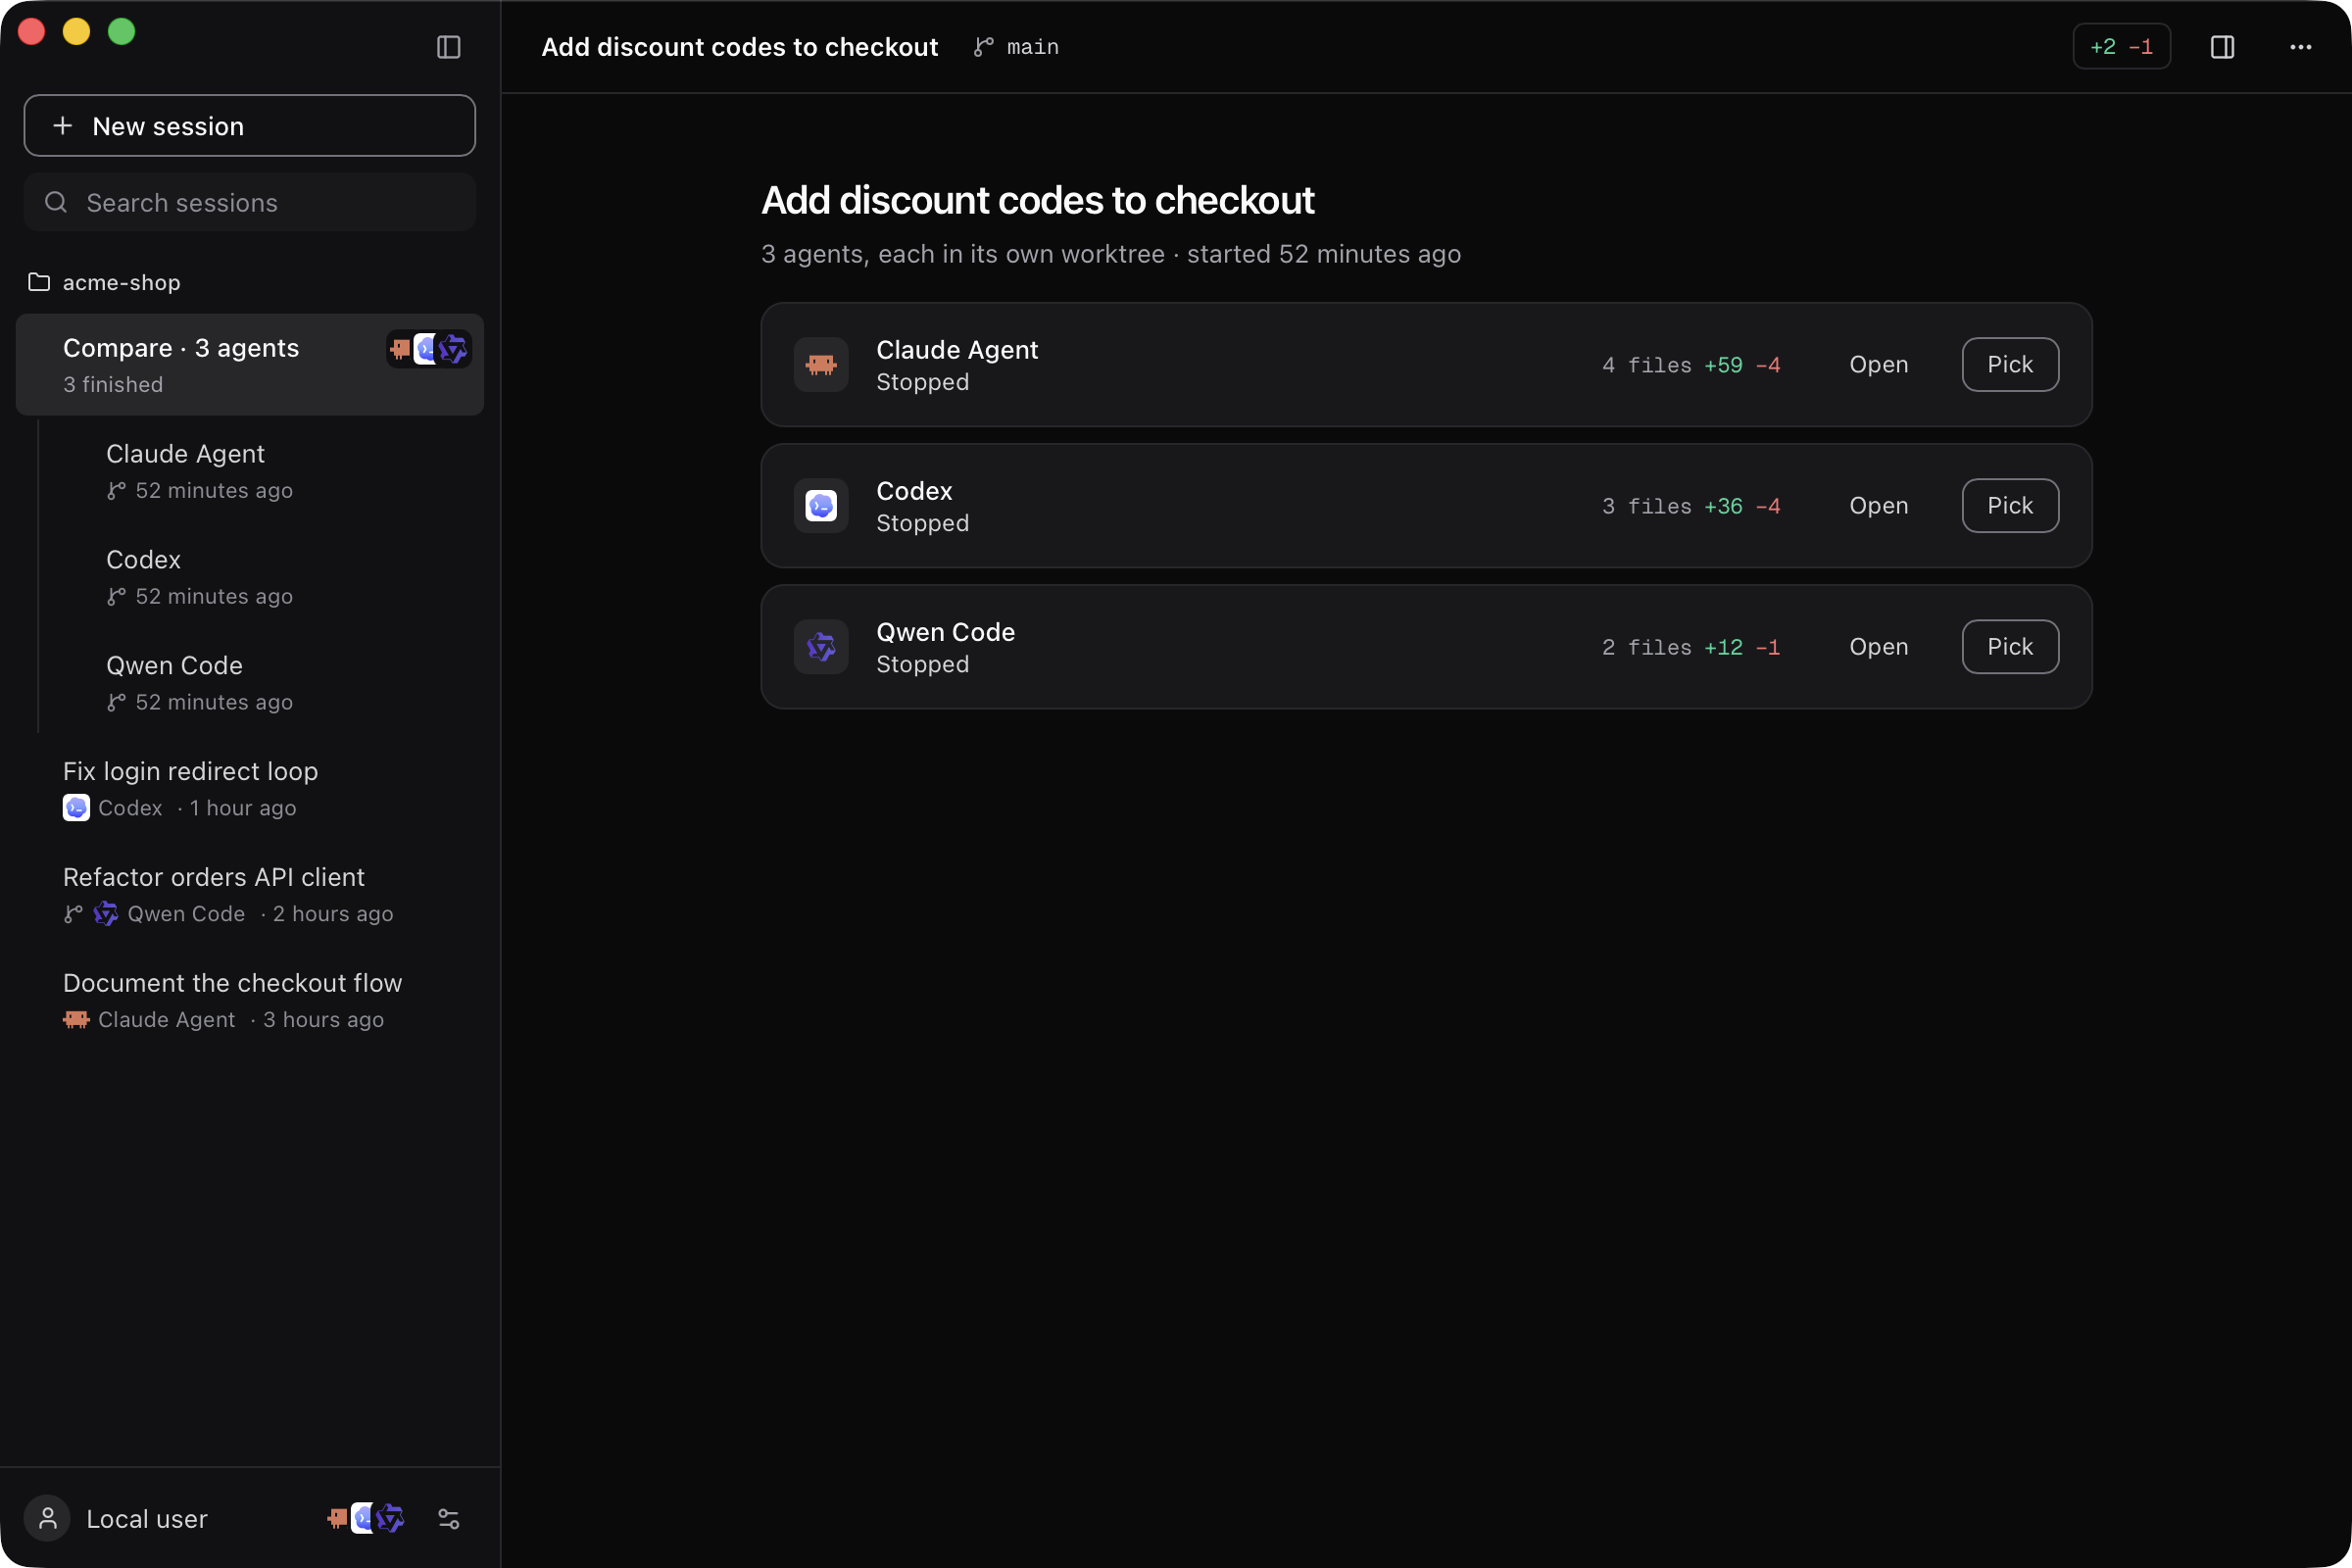 New session
Search sessions
acme-shop
Compare · 3 agents
3 finished
Claude Agent
52 minutes ago
Codex
52 minutes ago
Qwen Code
52 minutes ago
Fix login redirect loop
Codex · 1 hour ago
Refactor orders API client
Qwen Code · 2 hours ago
Document the checkout flow
Claude Agent · 3 hours ago
Local user
Add discount codes to checkout main +2 −1
Add discount codes to checkout
3 agents, each in its own worktree · started 52 minutes ago
Claude Agent
Stopped
4 files +59 −4 Open Pick
Codex
Stopped
3 files +36 −4 Open Pick
Qwen Code
Stopped
2 files +12 −1 Open Pick